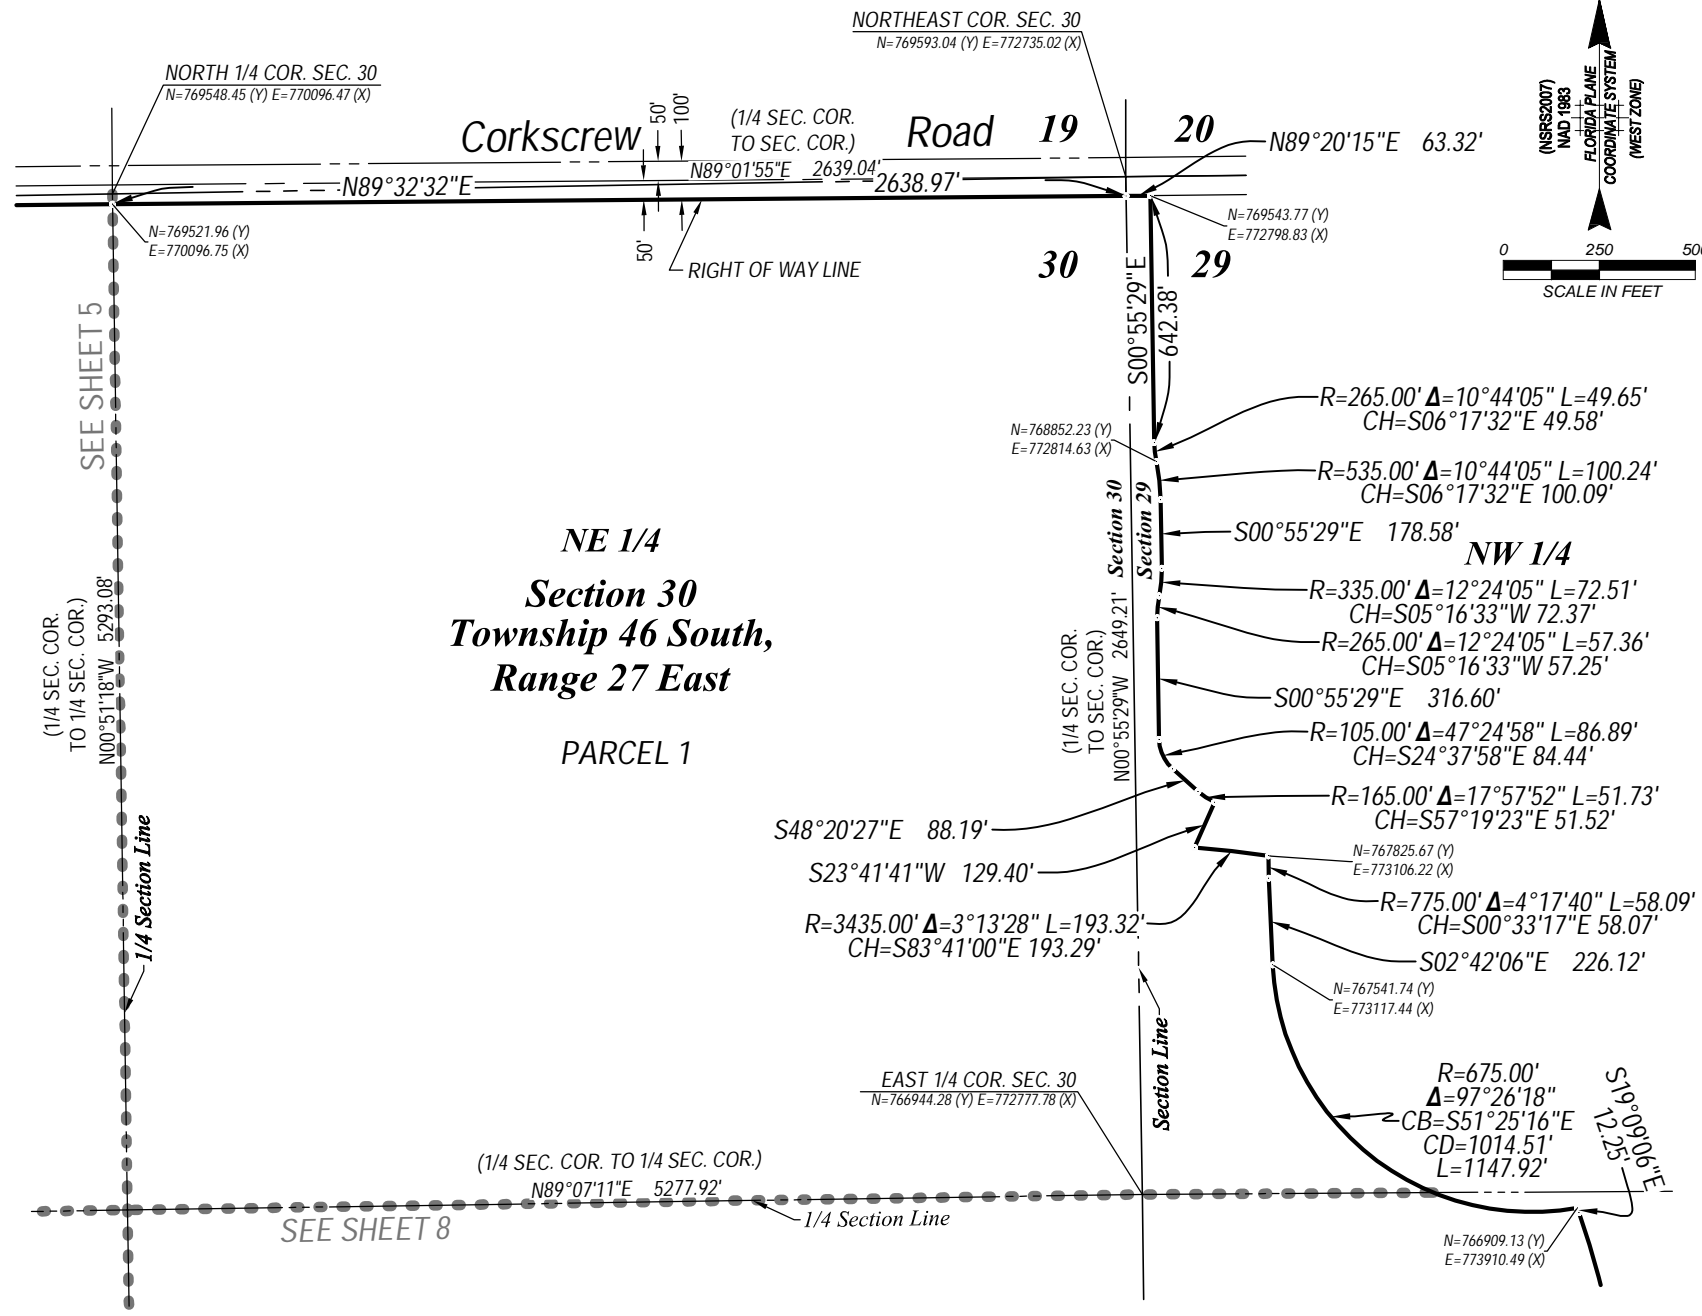 NORTHEAST COR. SEC. 30
N=769593.04 (Y) E=772735.02 (X)
NORTH 1/4 COR. SEC. 30
N=769548.45 (Y) E=770096.47 (X)
(NSRS2007)
NAD 1983
FLORIDA PLANE
COORDINATE SYSTEM
(WEST ZONE)
0 250 500
SCALE IN FEET
Corkscrew Road
50'
100'
(1/4 SEC. COR.
TO SEC. COR.)
N89°01'55"E 2639.04'
19
20
N89°20'15"E 63.32'
N89°32'32"E 2638.97'
N=769521.96 (Y)
E=770096.75 (X)
N=769543.77 (Y)
E=772798.83 (X)
50'
RIGHT OF WAY LINE
30
29
S00°55'29"E
642.38'
SEE SHEET 5
R=265.00' Δ=10°44'05" L=49.65'
CH=S06°17'32"E 49.58'
N=768852.23 (Y)
E=772814.63 (X)
R=535.00' Δ=10°44'05" L=100.24'
CH=S06°17'32"E 100.09'
Section 30
Section 29
S00°55'29"E 178.58'
NW 1/4
NE 1/4
Section 30
Township 46 South,
Range 27 East
PARCEL 1
R=335.00' Δ=12°24'05" L=72.51'
CH=S05°16'33"W 72.37'
R=265.00' Δ=12°24'05" L=57.36'
CH=S05°16'33"W 57.25'
(1/4 SEC. COR.
TO 1/4 SEC. COR.)
N00°51'18"W 5293.08'
(1/4 SEC. COR.
TO SEC. COR.)
N00°55'29"W 2649.21'
S00°55'29"E 316.60'
R=105.00' Δ=47°24'58" L=86.89'
CH=S24°37'58"E 84.44'
R=165.00' Δ=17°57'52" L=51.73'
CH=S57°19'23"E 51.52'
S48°20'27"E 88.19'
S23°41'41"W 129.40'
N=767825.67 (Y)
E=773106.22 (X)
R=3435.00' Δ=3°13'28" L=193.32'
CH=S83°41'00"E 193.29'
R=775.00' Δ=4°17'40" L=58.09'
CH=S00°33'17"E 58.07'
1/4 Section Line
S02°42'06"E 226.12'
N=767541.74 (Y)
E=773117.44 (X)
Section Line
EAST 1/4 COR. SEC. 30
N=766944.28 (Y) E=772777.78 (X)
R=675.00'
Δ=97°26'18"
CB=S51°25'16"E
CD=1014.51'
L=1147.92'
S19°09'06"E
12.25'
(1/4 SEC. COR. TO 1/4 SEC. COR.)
N89°07'11"E 5277.92'
SEE SHEET 8
1/4 Section Line
N=766909.13 (Y)
E=773910.49 (X)